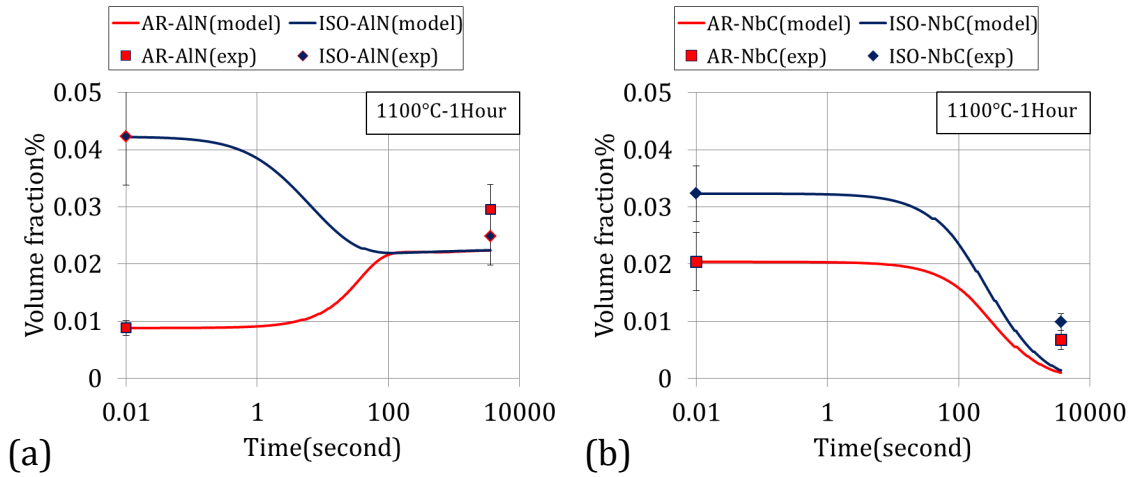 AR-AlN(model) ISO-AlN(model)
AR-AlN(exp) ISO-AlN(exp)
1100°C-1Hour
Volume fraction%
0.05
0.04
0.03
0.02
0.01
0
0.01 1 100 10000
Time(second)
(a)
AR-NbC(model) ISO-NbC(model)
AR-NbC(exp) ISO-NbC(exp)
1100°C-1Hour
Volume fraction%
0.05
0.04
0.03
0.02
0.01
0
0.01 1 100 10000
Time(second)
(b)